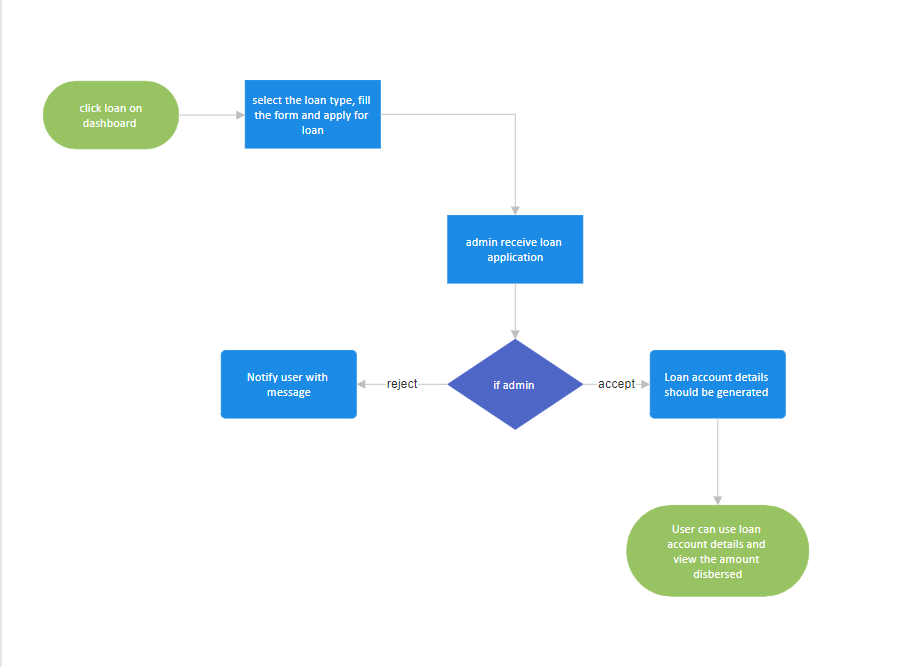 click loan on
dashboard
select the loan type, fill
the form and apply for
loan
admin receive loan
application
Notify user with
message
reject
if admin
accept
Loan account details
should be generated
User can use loan
account details and
view the amount
disbersed